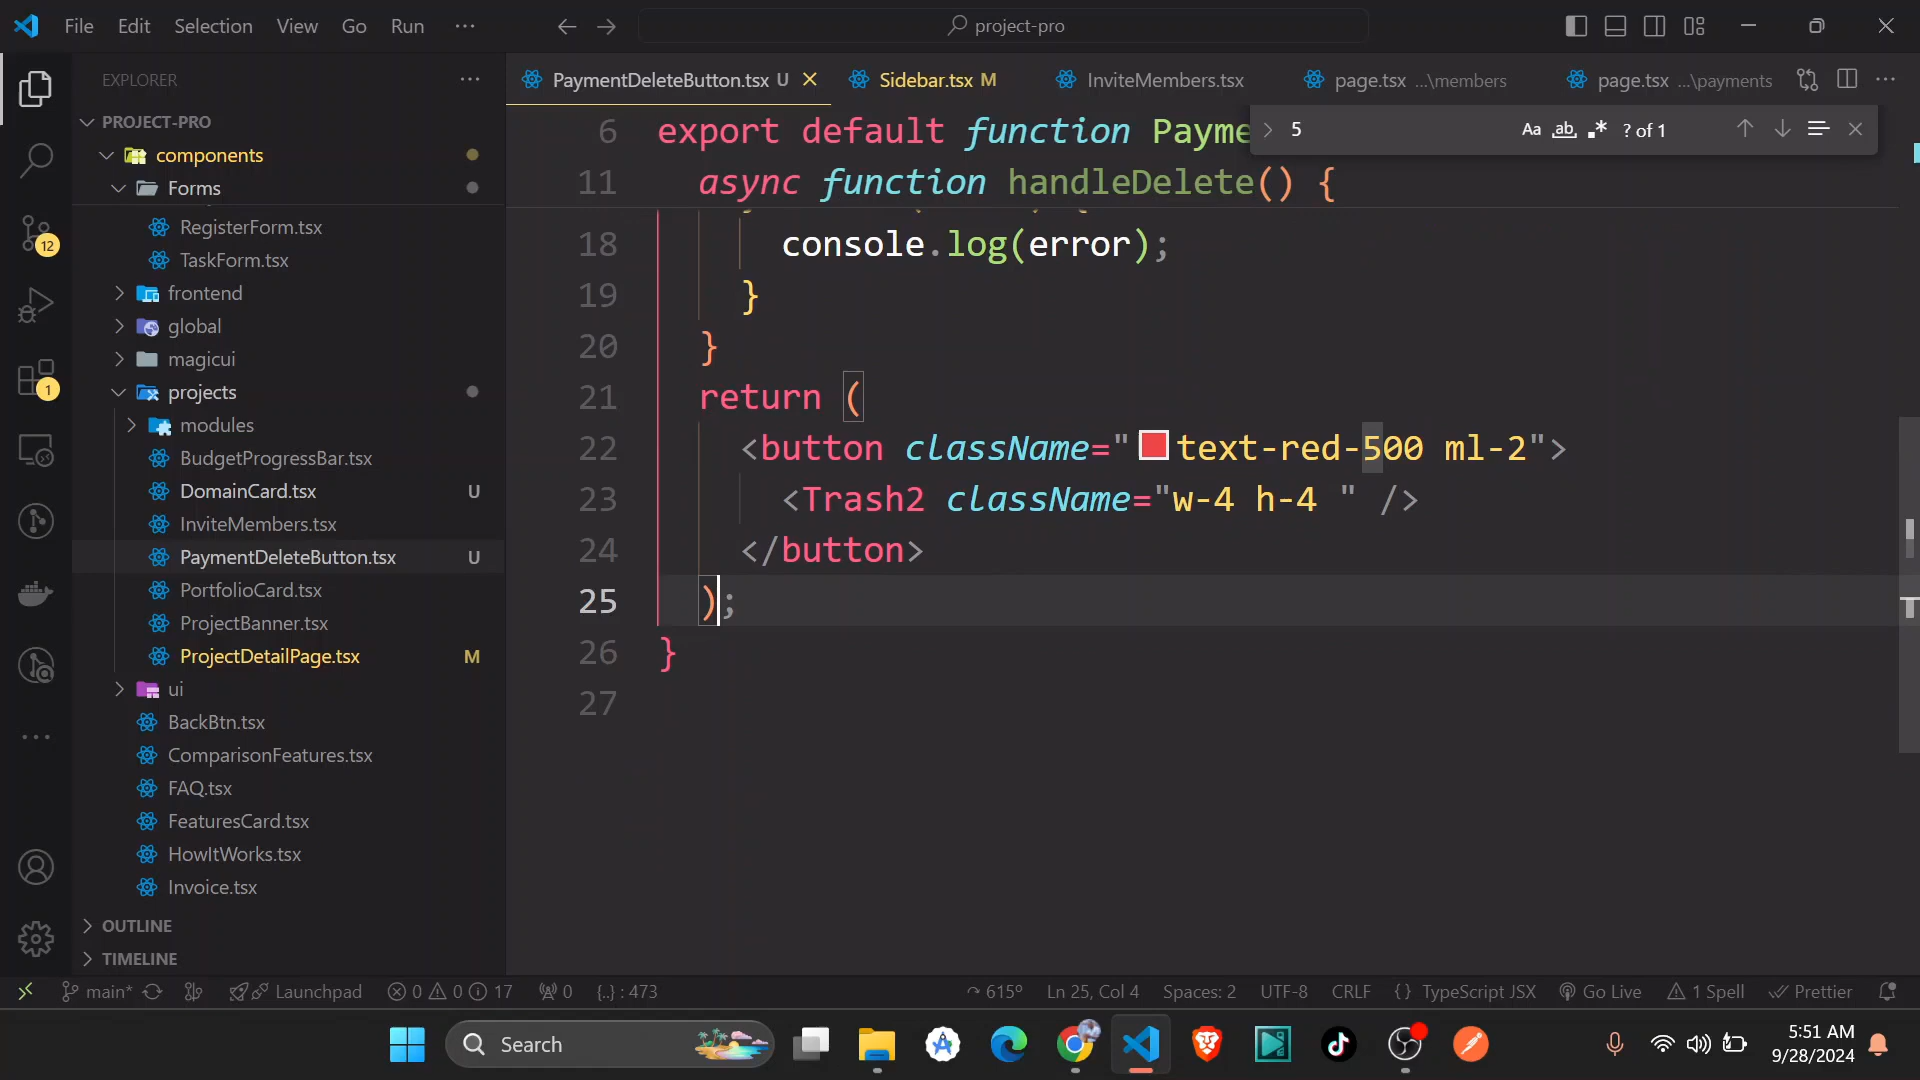 File Edit Selection View Go Run ···
project-pro
EXPLORER
PROJECT-PRO
components
Forms
RegisterForm.tsx
TaskForm.tsx
frontend
global
magicui
projects
modules
BudgetProgressBar.tsx
DomainCard.tsx U
InviteMembers.tsx
PaymentDeleteButton.tsx U
PortfolioCard.tsx
ProjectBanner.tsx
ProjectDetailPage.tsx M
ui
BackBtn.tsx
ComparisonFeatures.tsx
FAQ.tsx
FeaturesCard.tsx
HowItWorks.tsx
Invoice.tsx
OUTLINE
TIMELINE
12
1
PaymentDeleteButton.tsx U
Sidebar.tsx M
InviteMembers.tsx
page.tsx ...\members
page.tsx ...\payments
5 Aa ab .* ? of 1
6 export default function Payme
11 async function handleDelete() {
18 console.log(error);
19 }
20 }
21 return (
22 <button className="text-red-500 ml-2">
23 <Trash2 className="w-4 h-4 " />
24 </button>
25 );
26 }
27
main* Launchpad 0 0 17 0 {..} : 473 615° Ln 25, Col 4 Spaces: 2 UTF-8 CRLF {} TypeScript JSX Go Live 1 Spell Prettier
Search
5:51 AM
9/28/2024